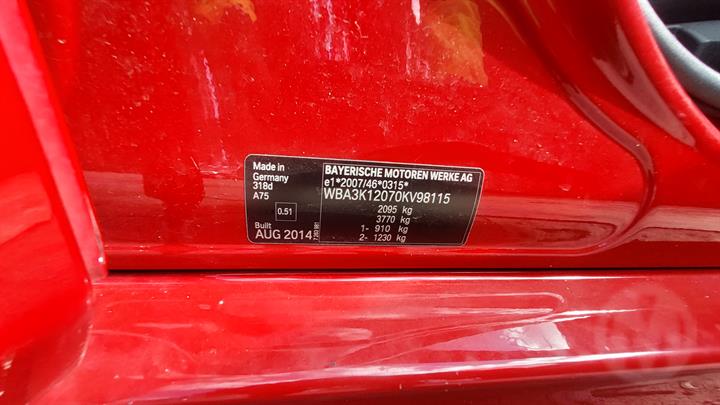 Made in
Germany
318d
A75
0.51
Built
AUG 2014
BAYERISCHE MOTOREN WERKE AG
e1*2007/46*0315*
WBA3K12070KV98115
2095 kg
3770 kg
1- 910 kg
2- 1230 kg